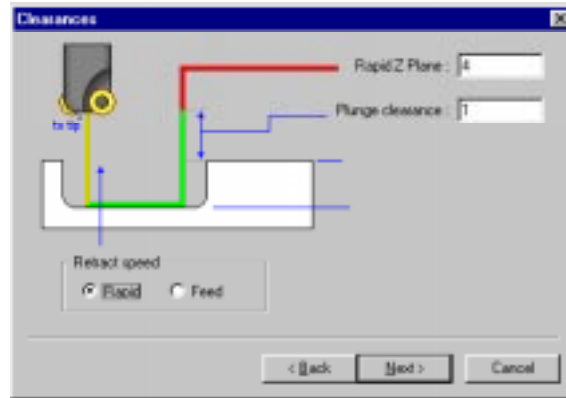 Clearances
Rapid Z Plane : 4
to tip
Plunge clearance : 1
Retract speed
Rapid Feed
< Back Next > Cancel